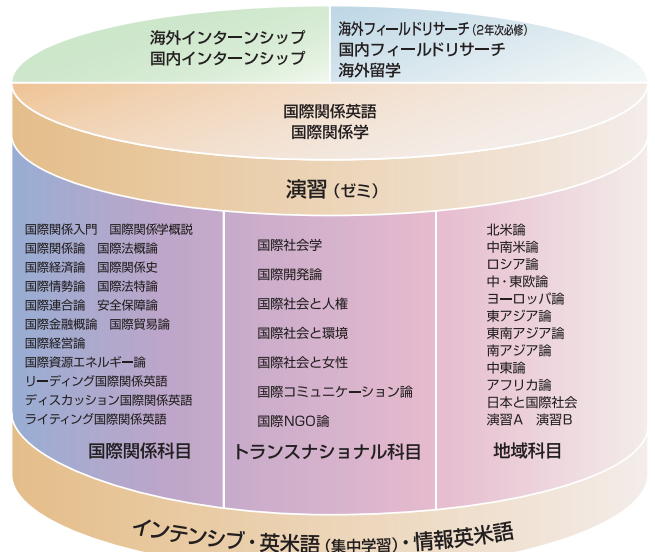 海外インターンシップ
国内インターンシップ
海外フィールドリサーチ(2年次必修)
国内フィールドリサーチ
海外留学
国際関係英語
国際関係学
演習(ゼミ)
国際関係入門 国際関係学概説
国際関係論 国際法概論
国際経済論 国際関係史
国際情勢論 国際法特論
国際連合論 安全保障論
国際金融概論 国際貿易論
国際経営論
国際資源エネルギー論
リーディング国際関係英語
ディスカッション国際関係英語
ライティング国際関係英語
国際関係科目
国際社会学
国際開発論
国際社会と人権
国際社会と環境
国際社会と女性
国際コミュニケーション論
国際NGO論
トランスナショナル科目
北米論
中南米論
ロシア論
中・東欧論
ヨーロッパ論
東アジア論
東南アジア論
南アジア論
中東論
アフリカ論
日本と国際社会
演習A 演習B
地域科目
インテンシブ・英米語(集中学習)・情報英米語